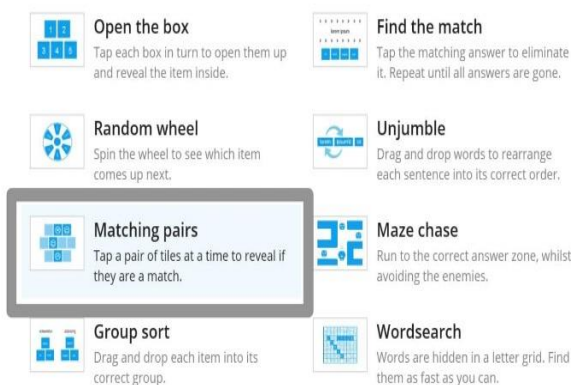 Open the box
Tap each box in turn to open them up
and reveal the item inside.
Find the match
Tap the matching answer to eliminate
it. Repeat until all answers are gone.
Random wheel
Spin the wheel to see which item
comes up next.
Unjumble
Drag and drop words to rearrange
each sentence into its correct order.
Matching pairs
Tap a pair of tiles at a time to reveal if
they are a match.
Maze chase
Run to the correct answer zone, whilst
avoiding the enemies.
Group sort
Drag and drop each item into its
correct group.
Wordsearch
Words are hidden in a letter grid. Find
them as fast as you can.